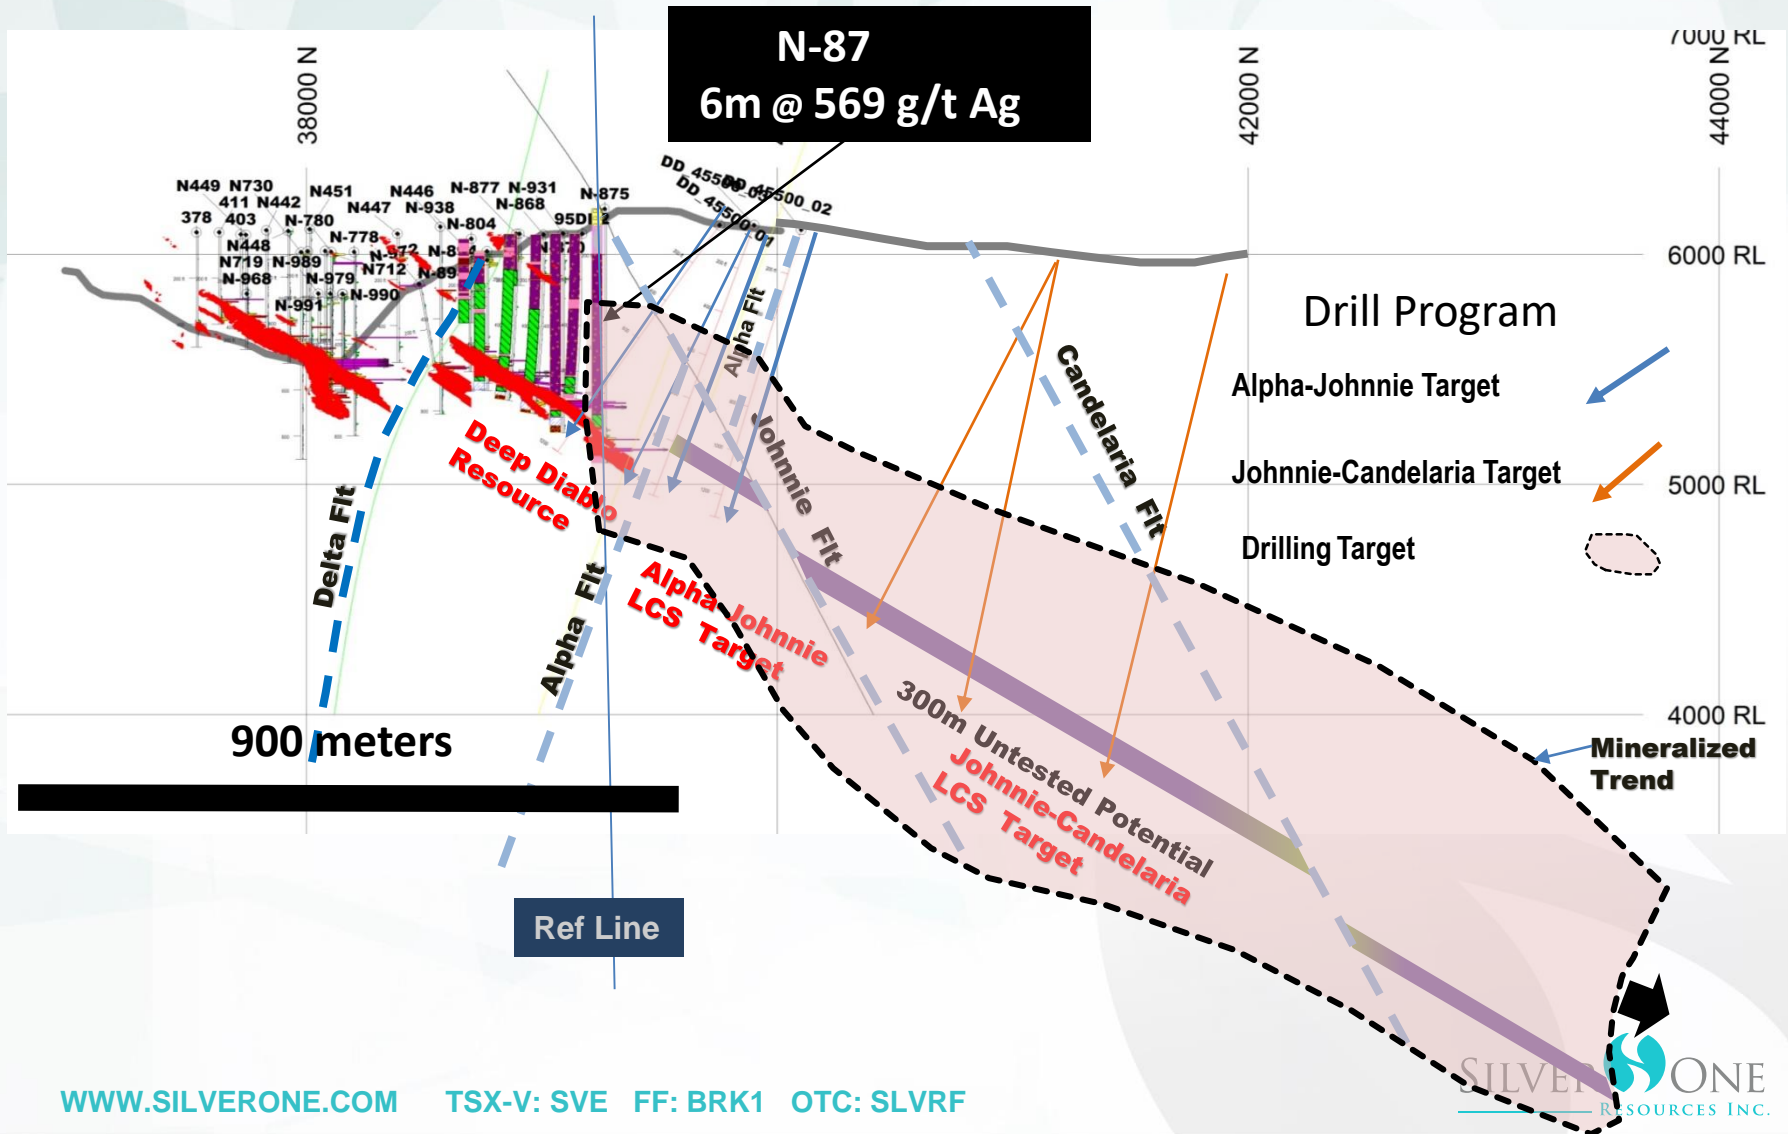 N-87
6m @ 569 g/t Ag
7000 RL
38000 N
42000 N
44000 N
N449 N730
N451
N446
N-877 N-931
N-875
DD_45500_02
411 N442
378 403
N-780
N447
N-938
N-868
95D
N-804
DD_45500_01
N448
N-778
N719
N-989
N712
N-968
N-979
N-991
N-990
6000 RL
Drill Program
Alpha-Johnnie Target
Johnnie-Candelaria Target
Drilling Target
5000 RL
4000 RL
Alpha Flt
Candelaria Flt
Johnnie Flt
Deep Diablo
Resource
Delta Flt
Alpha Flt
Alpha Johnnie
LCS Target
900 meters
300m Untested Potential
Johnnie-Candelaria
LCS Target
Mineralized
Trend
Ref Line
WWW.SILVERONE.COM TSX-V: SVE FF: BRK1 OTC: SLVRF
SILVER ONE
RESOURCES INC.